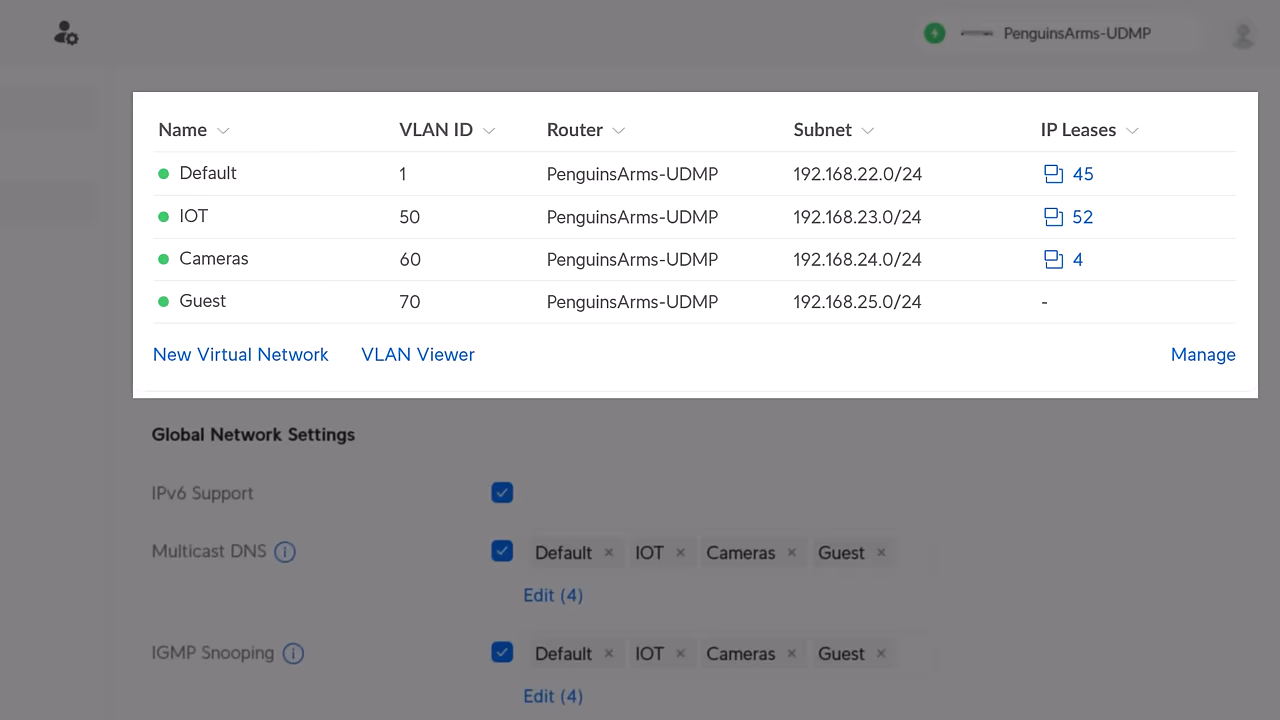 PenguinsArms-UDMP
Name VLAN ID Router Subnet IP Leases
Default 1 PenguinsArms-UDMP 192.168.22.0/24 45
IOT 50 PenguinsArms-UDMP 192.168.23.0/24 52
Cameras 60 PenguinsArms-UDMP 192.168.24.0/24 4
Guest 70 PenguinsArms-UDMP 192.168.25.0/24 -
New Virtual Network VLAN Viewer Manage
Global Network Settings
IPv6 Support
Multicast DNS Default × IOT × Cameras × Guest ×
Edit (4)
IGMP Snooping Default × IOT × Cameras × Guest ×
Edit (4)